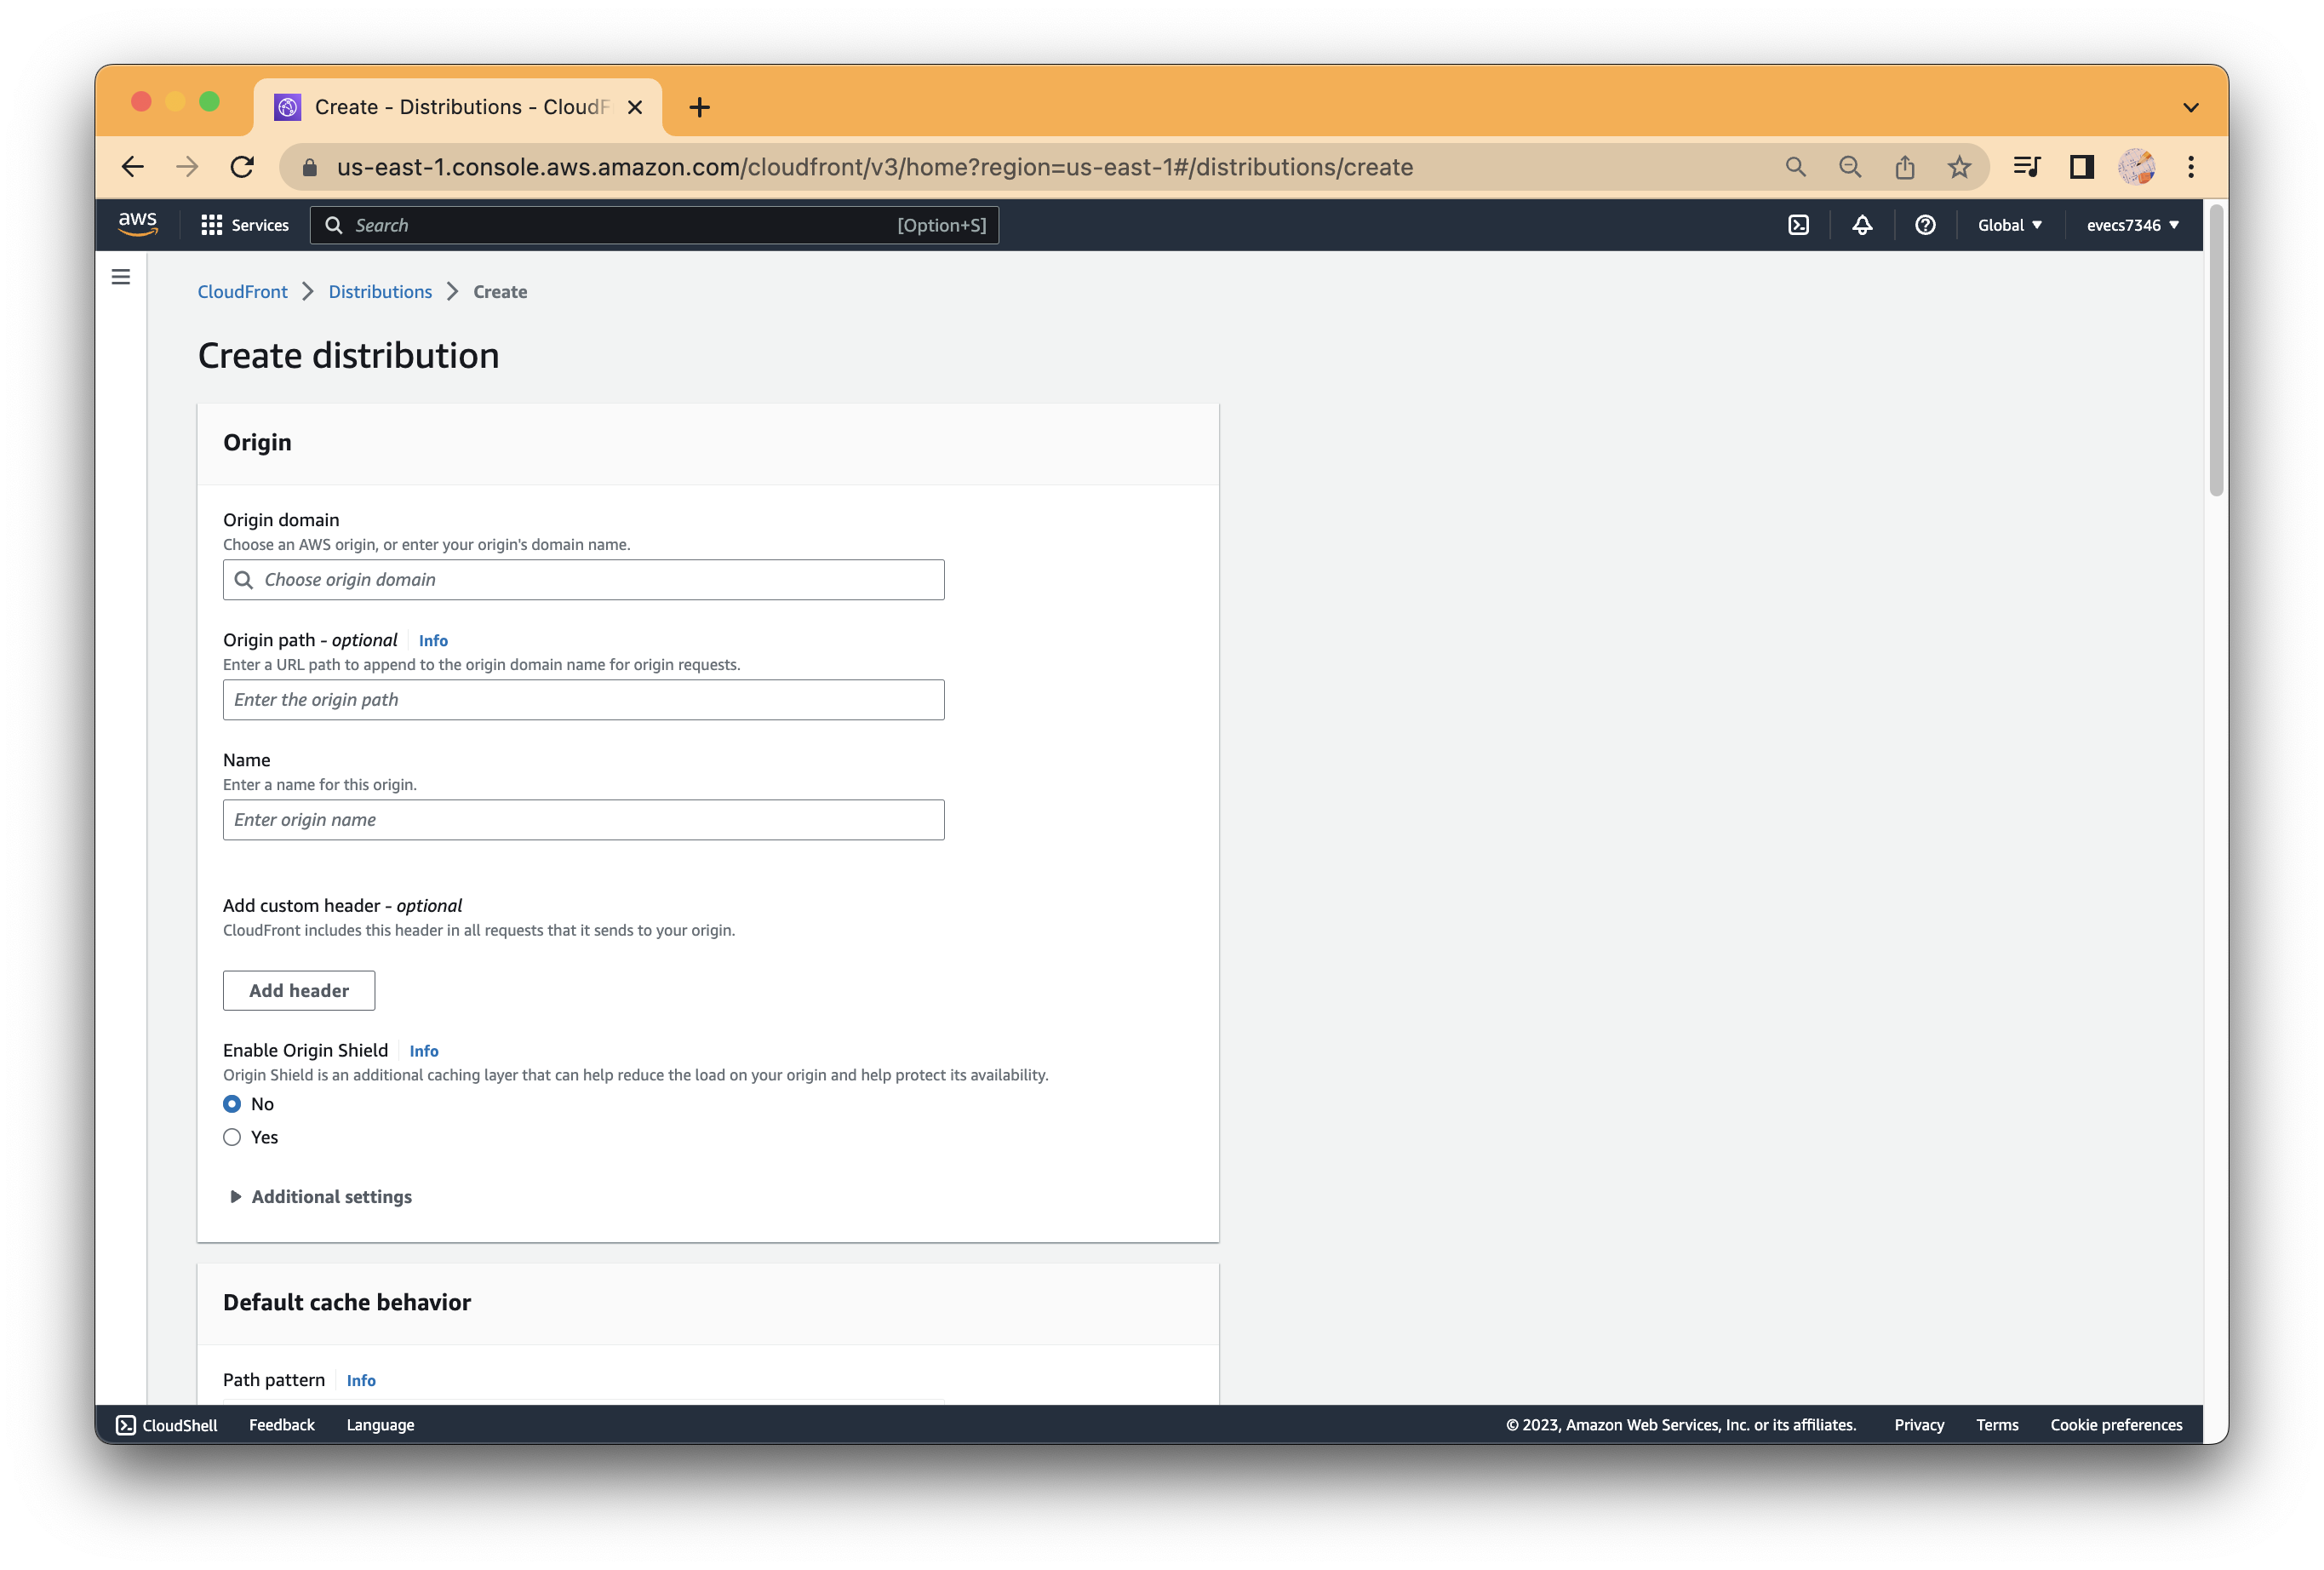 Create - Distributions - CloudF
us-east-1.console.aws.amazon.com/cloudfront/v3/home?region=us-east-1#/distributions/create
aws Services Search [Option+S] Global evecs7346
CloudFront Distributions Create
Create distribution
Origin
Origin domain
Choose an AWS origin, or enter your origin's domain name.
Choose origin domain
Origin path - optional Info
Enter a URL path to append to the origin domain name for origin requests.
Enter the origin path
Name
Enter a name for this origin.
Enter origin name
Add custom header - optional
CloudFront includes this header in all requests that it sends to your origin.
Add header
Enable Origin Shield Info
Origin Shield is an additional caching layer that can help reduce the load on your origin and help protect its availability.
No
Yes
Additional settings
Default cache behavior
Path pattern Info
CloudShell Feedback Language © 2023, Amazon Web Services, Inc. or its affiliates. Privacy Terms Cookie preferences